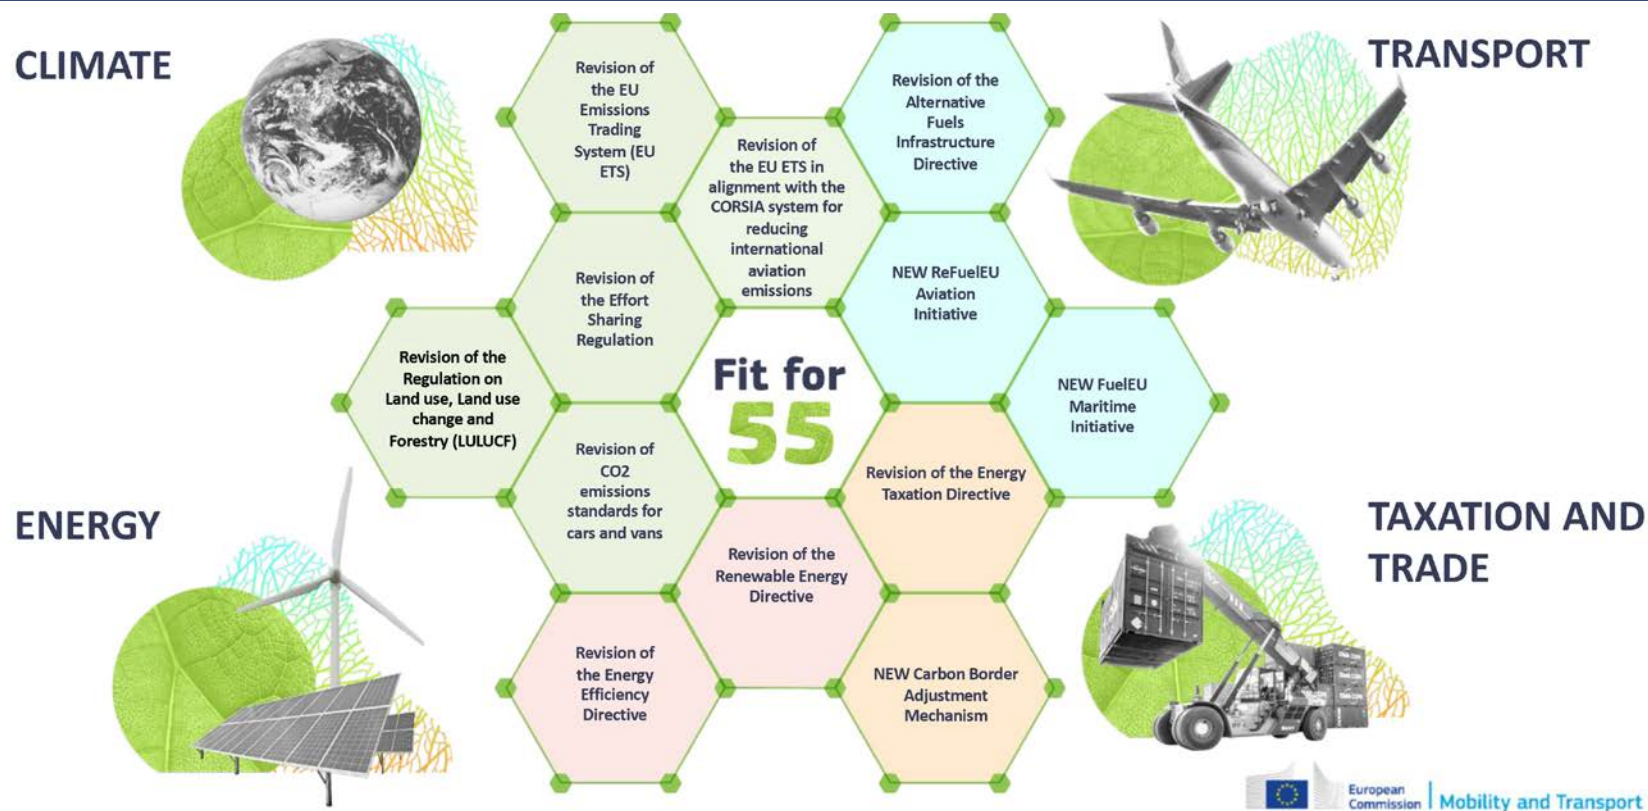 CLIMATE
Revision of
the EU
Emissions
Trading
System (EU
ETS)
Revision of
the EU ETS in
alignment with the
CORSIA system for
reducing
international
aviation
emissions
Revision of the
Alternative
Fuels
Infrastructure
Directive
TRANSPORT
Revision of
the Effort
Sharing
Regulation
NEW ReFuelEU
Aviation
Initiative
Revision of the
Regulation on
Land use, Land use
change and
Forestry (LULUCF)
Fit for
55
NEW FuelEU
Maritime
Initiative
Revision of
CO2
emissions
standards for
cars and vans
Revision of the Energy
Taxation Directive
ENERGY
Revision of the
Renewable Energy
Directive
TAXATION AND
TRADE
Revision of
the Energy
Efficiency
Directive
NEW Carbon Border
Adjustment
Mechanism
European
Commission
Mobility and Transport